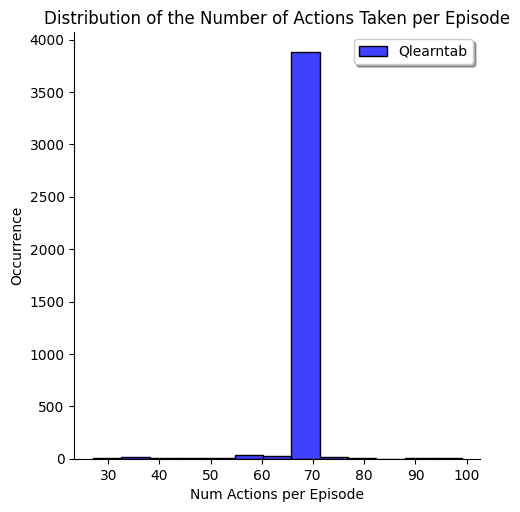 Distribution of the Number of Actions Taken per Episode
Qlearntab
4000
3500
3000
2500
2000
1500
1000
500
0
Occurrence
30 40 50 60 70 80 90 100
Num Actions per Episode